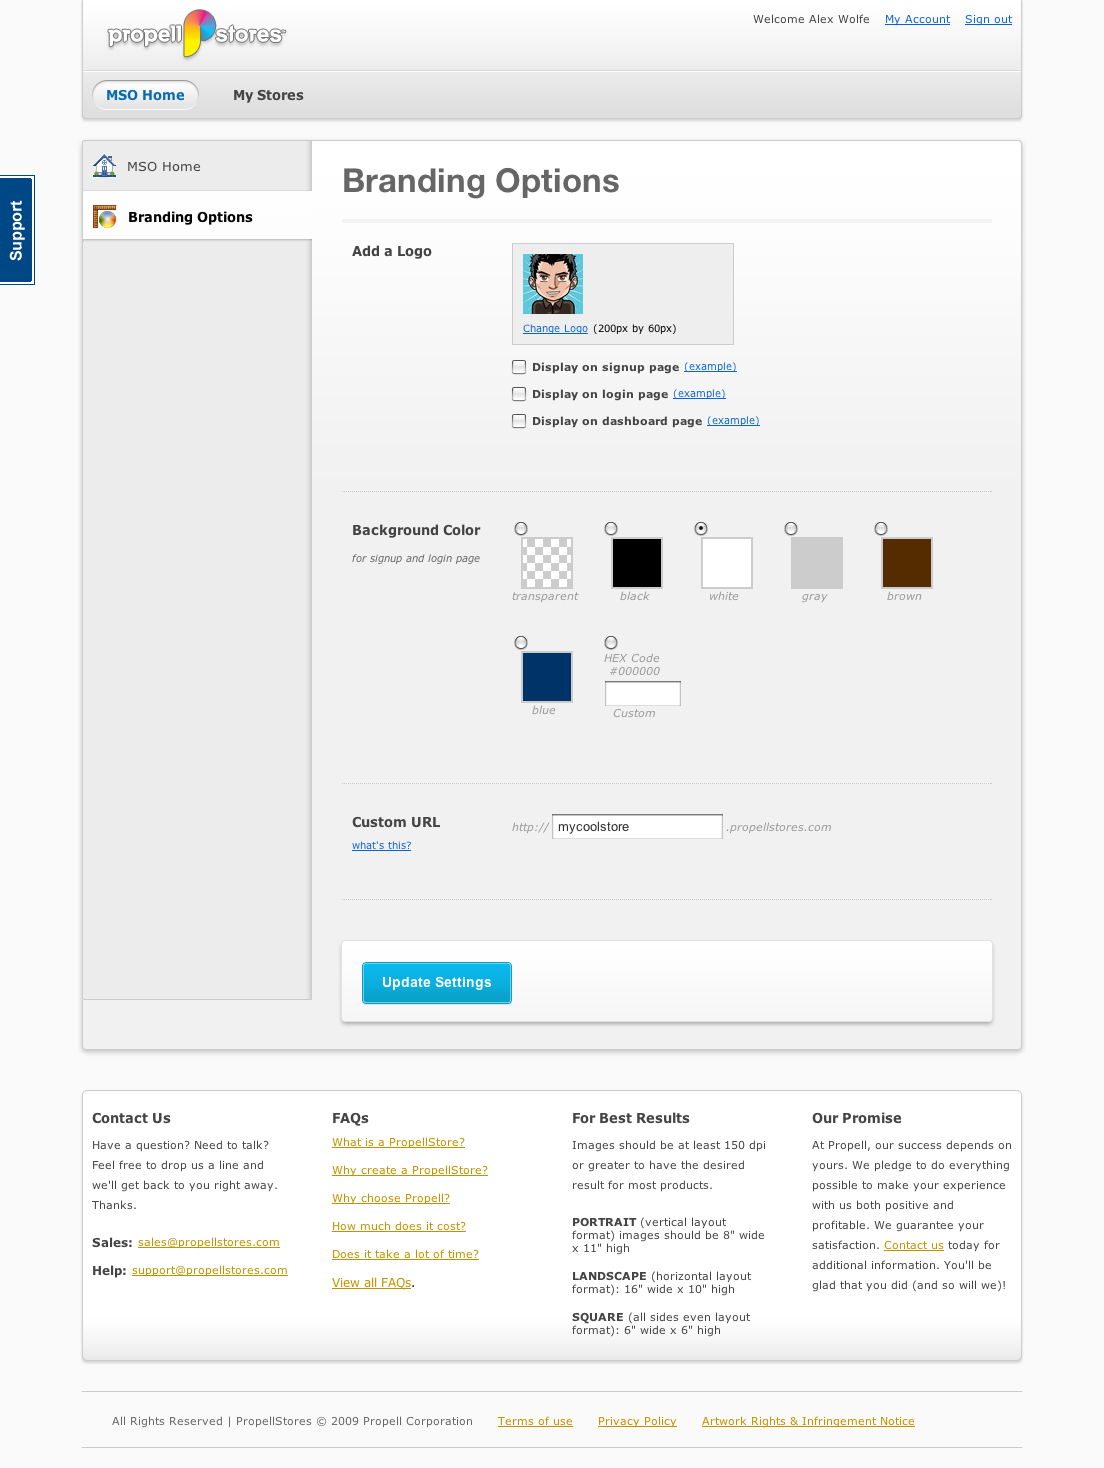 propell stores™
Welcome Alex Wolfe My Account Sign out
MSO Home My Stores
Support
MSO Home
Branding Options
Branding Options
Add a Logo
Change Logo (200px by 60px)
Display on signup page (example)
Display on login page (example)
Display on dashboard page (example)
Background Color
for signup and login page
transparent black white gray brown
blue
HEX Code
#000000
Custom
Custom URL
what's this?
http:// mycoolstore .propellstores.com
Update Settings
Contact Us
Have a question? Need to talk?
Feel free to drop us a line and
we'll get back to you right away.
Thanks.
Sales: sales@propellstores.com
Help: support@propellstores.com
FAQs
What is a PropellStore?
Why create a PropellStore?
Why choose Propell?
How much does it cost?
Does it take a lot of time?
View all FAQs.
For Best Results
Images should be at least 150 dpi
or greater to have the desired
result for most products.
PORTRAIT (vertical layout
format) images should be 8" wide
x 11" high
LANDSCAPE (horizontal layout
format): 16" wide x 10" high
SQUARE (all sides even layout
format): 6" wide x 6" high
Our Promise
At Propell, our success depends on
yours. We pledge to do everything
possible to make your experience
with us both positive and
profitable. We guarantee your
satisfaction. Contact us today for
additional information. You'll be
glad that you did (and so will we)!
All Rights Reserved | PropellStores © 2009 Propell Corporation Terms of use Privacy Policy Artwork Rights & Infringement Notice